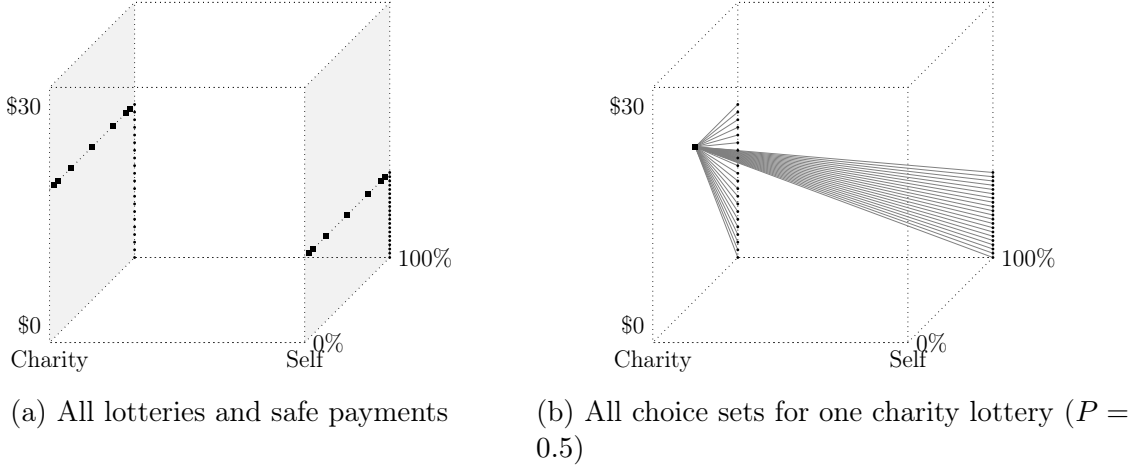 $30
$0
Charity
Self
0%
100%
$30
$0
Charity
Self
0%
100%
(a) All lotteries and safe payments
(b) All choice sets for one charity lottery (P =
0.5)